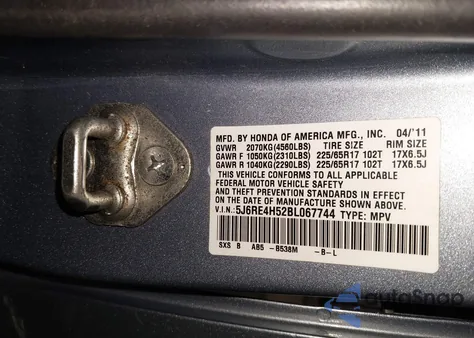 MFD. BY HONDA OF AMERICA MFG., INC. 04/'11
GVWR 2070KG(4560LBS) TIRE SIZE RIM SIZE
GAWR F 1050KG(2310LBS) 225/65R17 102T 17X6.5J
GAWR R 1040KG(2290LBS) 225/65R17 102T 17X6.5J
THIS VEHICLE CONFORMS TO ALL APPLICABLE
FEDERAL MOTOR VEHICLE SAFETY
AND THEFT PREVENTION STANDARDS IN EFFECT
ON THE DATE OF MANUFACTURE SHOWN ABOVE.
V.I.N.: 5J6RE4H52BL067744 TYPE: MPV
SXS B AB5 -B538M -B-L
autoSnap